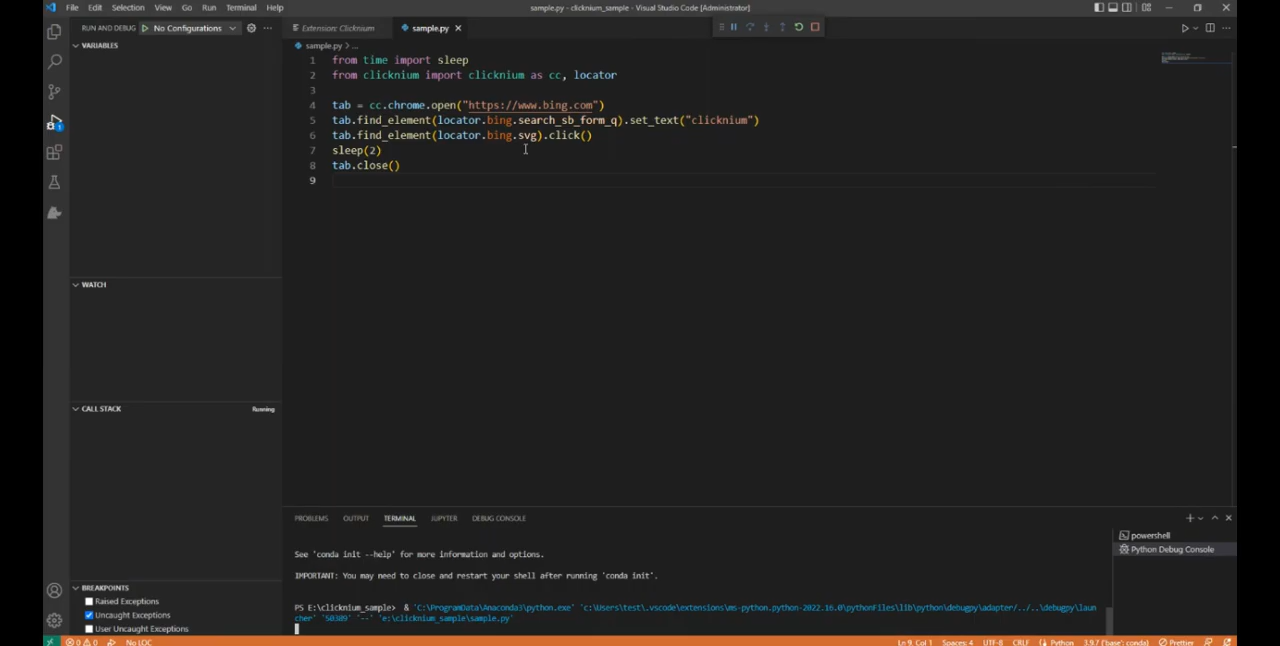 File Edit Selection View Go Run Terminal Help
sample.py - clicknium_sample - Visual Studio Code [Administrator]
RUN AND DEBUG No Configurations
Extension: Clicknium
sample.py
VARIABLES
sample.py > ...
1 from time import sleep
2 from clicknium import clicknium as cc, locator
3
4 tab = cc.chrome.open("https://www.bing.com")
5 tab.find_element(locator.bing.search_sb_form_q).set_text("clicknium")
6 tab.find_element(locator.bing.svg).click()
7 sleep(2)
8 tab.close()
9
WATCH
CALL STACK Running
BREAKPOINTS
Raised Exceptions
Uncaught Exceptions
User Uncaught Exceptions
PROBLEMS OUTPUT TERMINAL JUPYTER DEBUG CONSOLE
See 'conda init --help' for more information and options.
IMPORTANT: You may need to close and restart your shell after running 'conda init'.
PS E:\clicknium_sample> & 'C:\ProgramData\Anaconda3\python.exe' 'c:\Users\test\.vscode\extensions\ms-python.python-2022.16.0\pythonFiles\lib\python\debugpy\adapter/../..\debugpy\laun
cher' '50389' '--' 'e:\clicknium_sample\sample.py'
powershell
Python Debug Console
0 0 No LOC
Ln 9, Col 1 Spaces: 4 UTF-8 CRLF Python 3.9.7 ('base': conda) Prettier